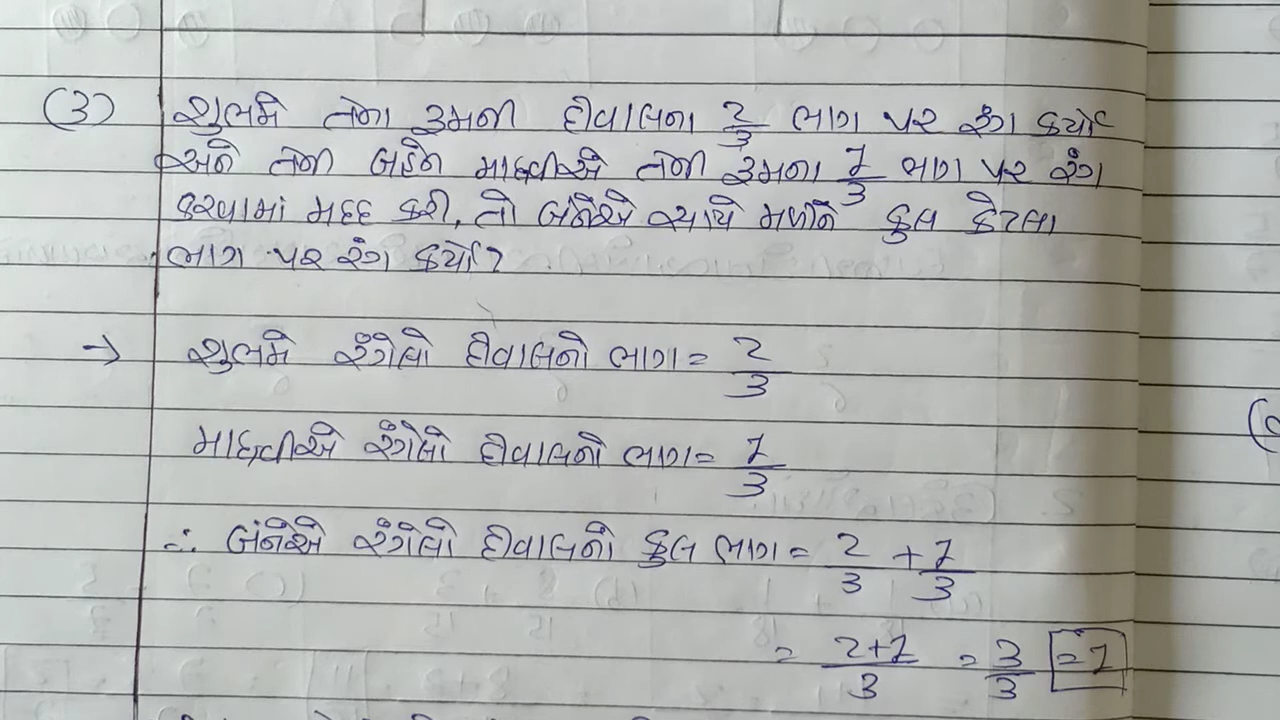 (3) શુભમે તેના રૂમની દીવાલના 2/3 ભાગ પર રંગ કર્યો
અને તેની બહેન માધવીએ તેના રૂમના 1/3 ભાગ પર રંગ
કરવામાં મદદ કરી, તો બંનેએ સાથે મળીને કુલ કેટલા
ભાગ પર રંગ કર્યો?
→ શુભમે રંગેલો દીવાલનો ભાગ = 2/3
માધવીએ રંગેલો દીવાલનો ભાગ = 1/3
∴ બંનેએ રંગેલો દીવાલનો કુલ ભાગ = 2/3 + 1/3
= 2+1/3 = 3/3 = 1